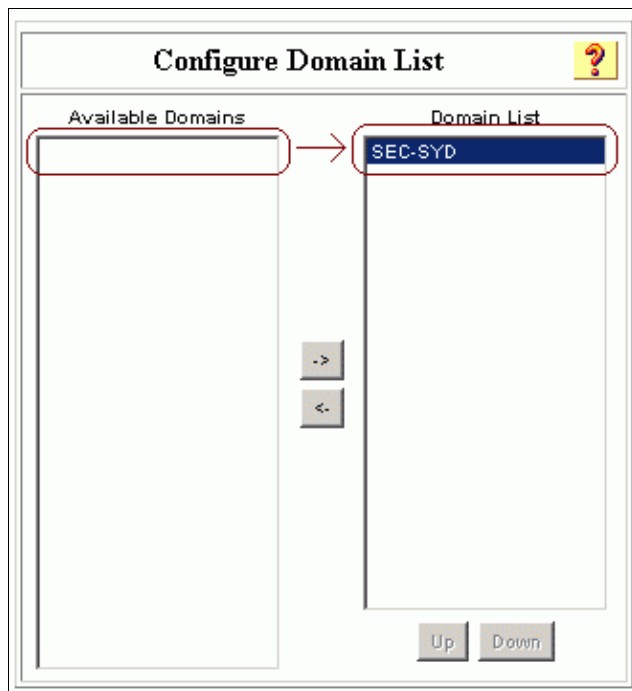 Configure Domain List
?
Available Domains
Domain List
SEC-SYD
->
<-
Up
Down